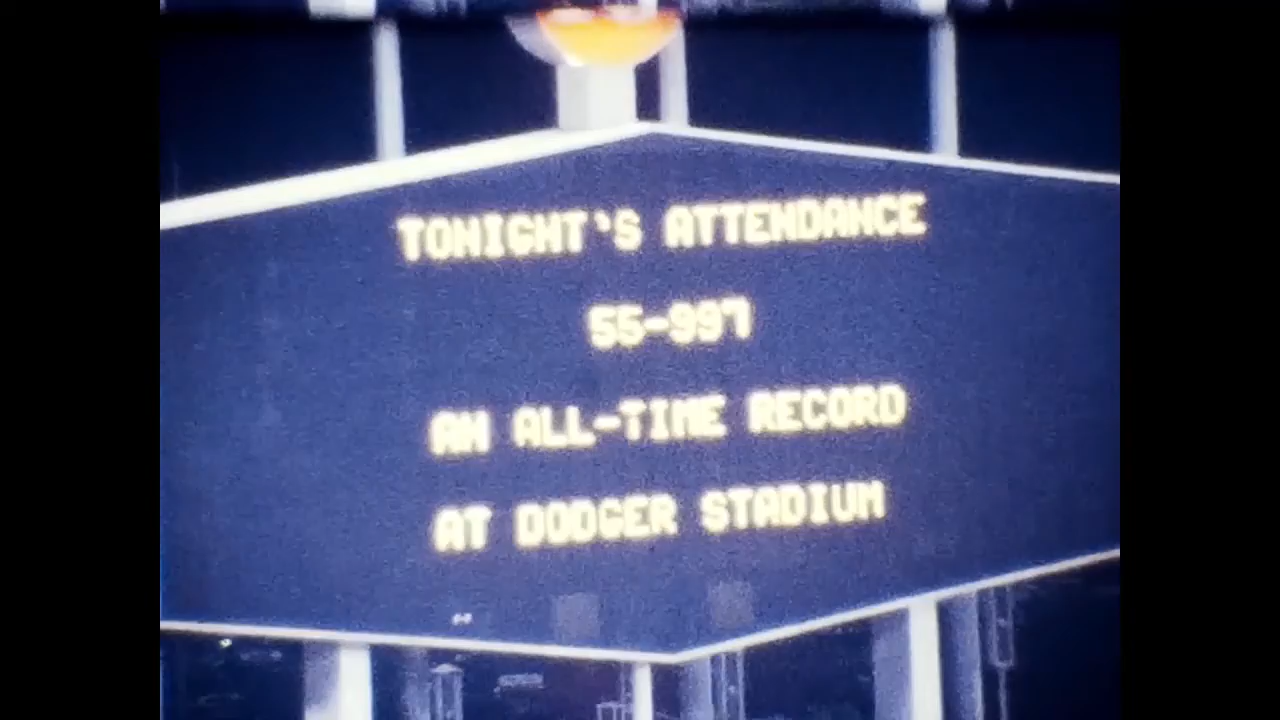 TONIGHT'S ATTENDANCE
55-997
AN ALL-TIME RECORD
AT DODGER STADIUM